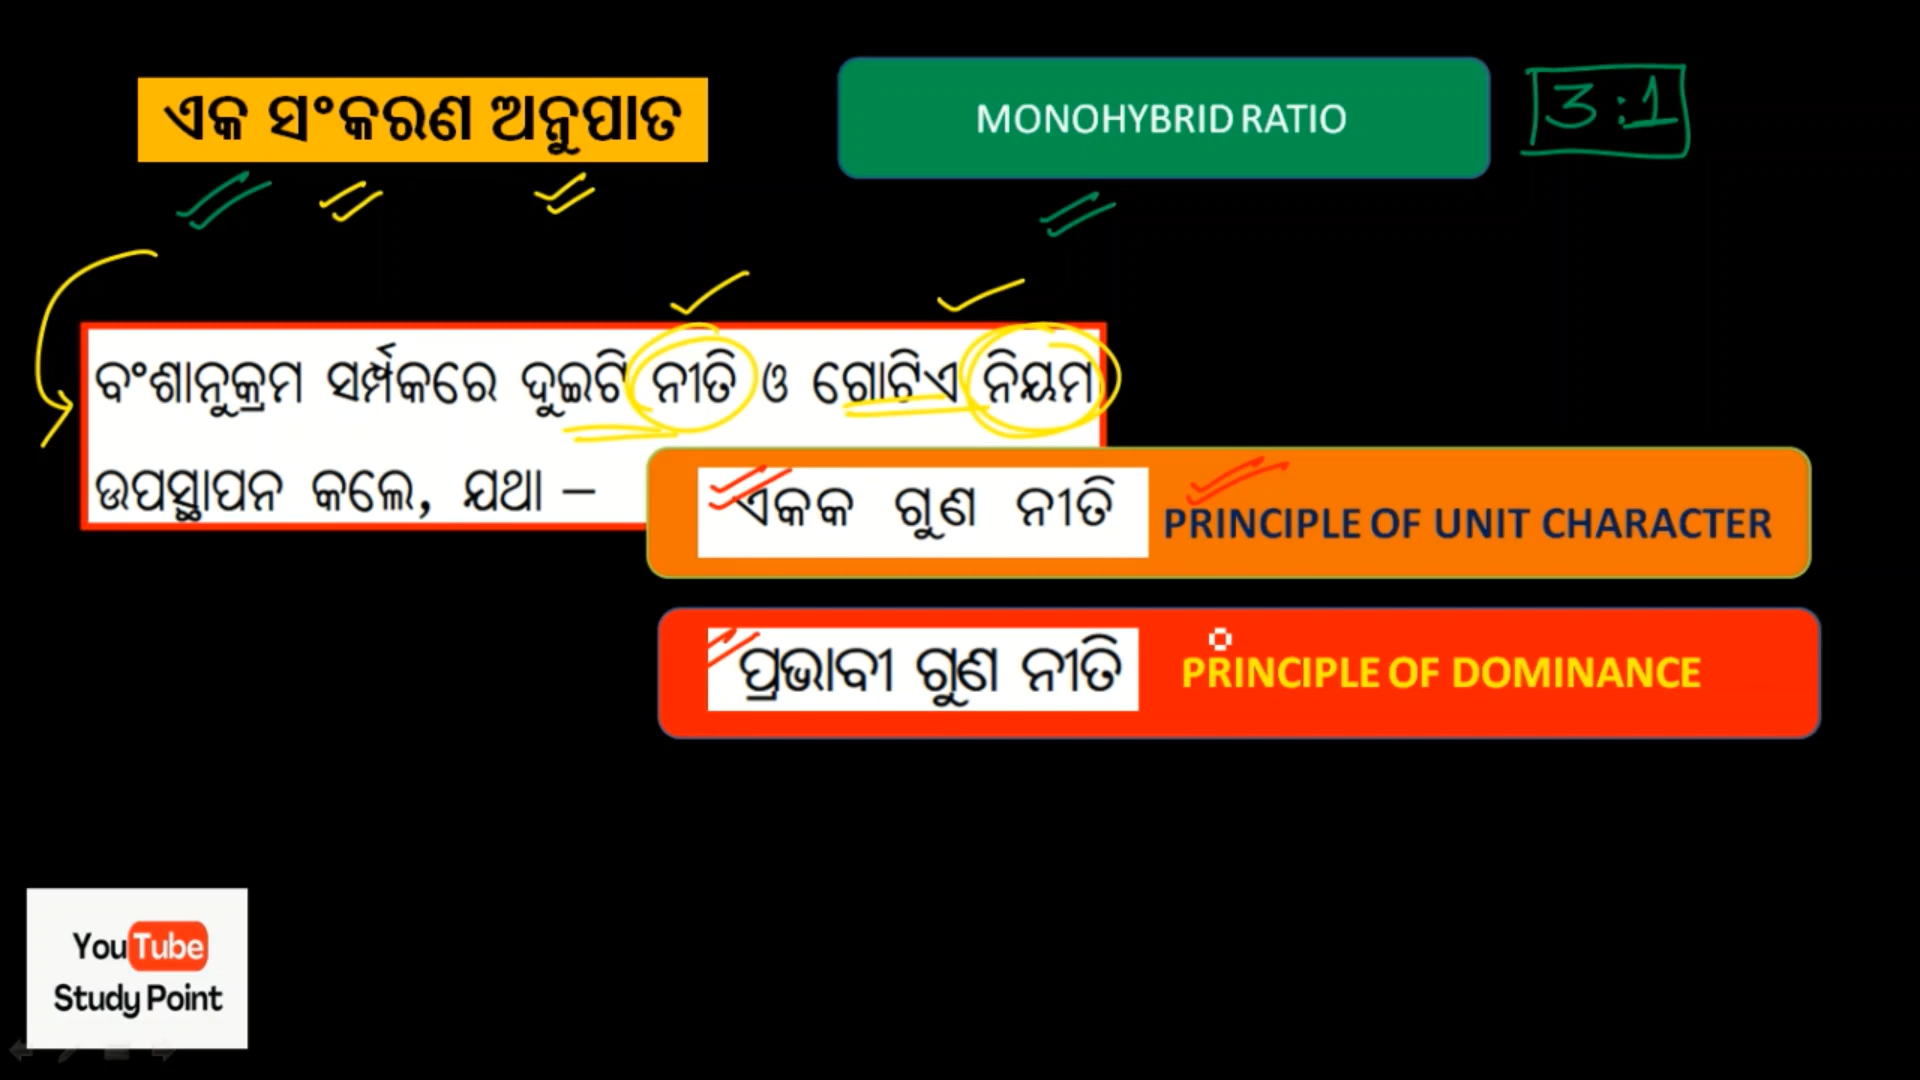 ଏକ ସଂକରଣ ଅନୁପାତ
MONOHYBRID RATIO
3:1
ବଂଶାନୁକ୍ରମ ସର୍ମ୍ପକରେ ଦୁଇଟି ନୀତି ଓ ଗୋଟିଏ ନିୟମ
ଉପସ୍ଥାପନ କଲେ, ଯଥା –
ଏକକ ଗୁଣ ନୀତି PRINCIPLE OF UNIT CHARACTER
ପ୍ରଭାବୀ ଗୁଣ ନୀତି PRINCIPLE OF DOMINANCE
YouTube
Study Point